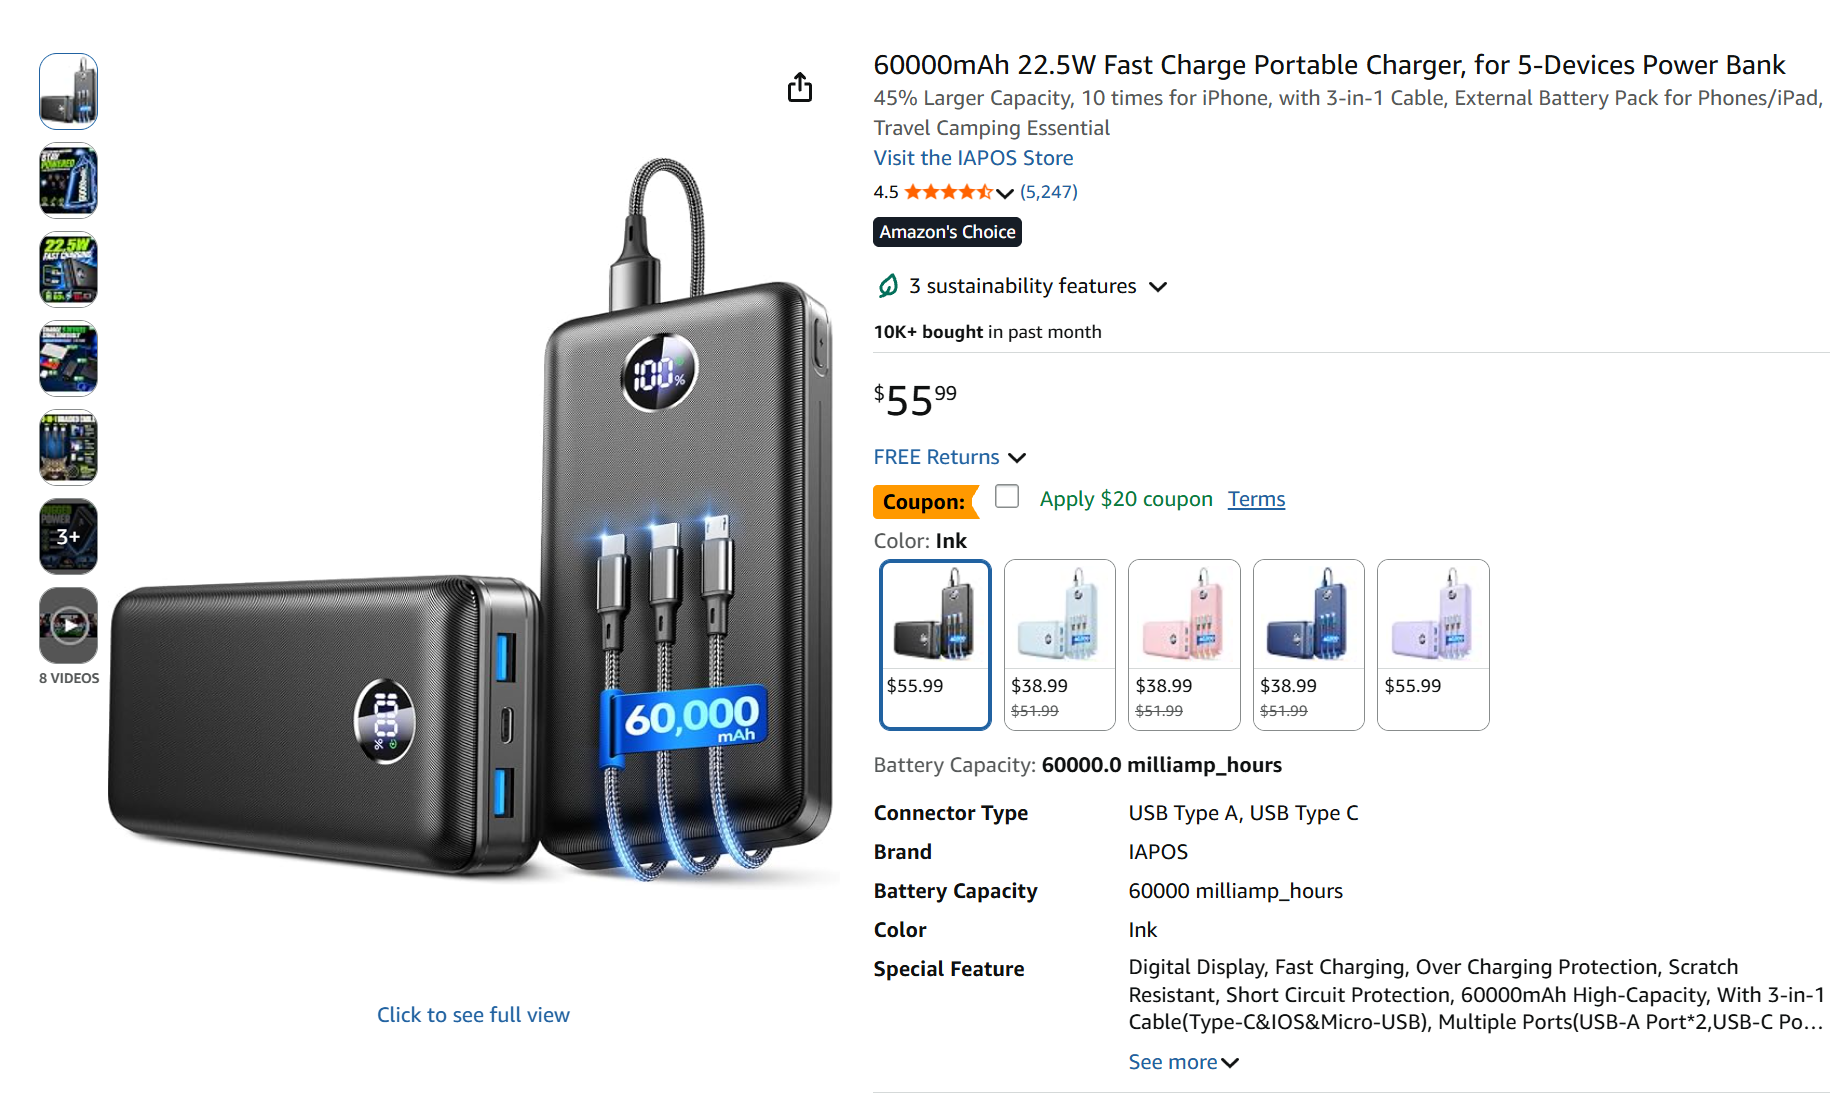 60000mAh 22.5W Fast Charge Portable Charger, for 5-Devices Power Bank
45% Larger Capacity, 10 times for iPhone, with 3-in-1 Cable, External Battery Pack for Phones/iPad,
Travel Camping Essential
Visit the IAPOS Store
4.5 (5,247)
Amazon's Choice
3 sustainability features
10K+ bought in past month
$55.99
FREE Returns
Coupon: Apply $20 coupon Terms
Color: Ink
$55.99
$38.99
$51.99
$38.99
$51.99
$38.99
$51.99
$55.99
Battery Capacity: 60000.0 milliamp_hours
Connector Type USB Type A, USB Type C
Brand IAPOS
Battery Capacity 60000 milliamp_hours
Color Ink
Special Feature Digital Display, Fast Charging, Over Charging Protection, Scratch
Resistant, Short Circuit Protection, 60000mAh High-Capacity, With 3-in-1
Cable(Type-C&IOS&Micro-USB), Multiple Ports(USB-A Port*2,USB-C Po...
See more
100%
100%
60,000
mAh
22.5W
FAST CHARGING
3+
8 VIDEOS
Click to see full view